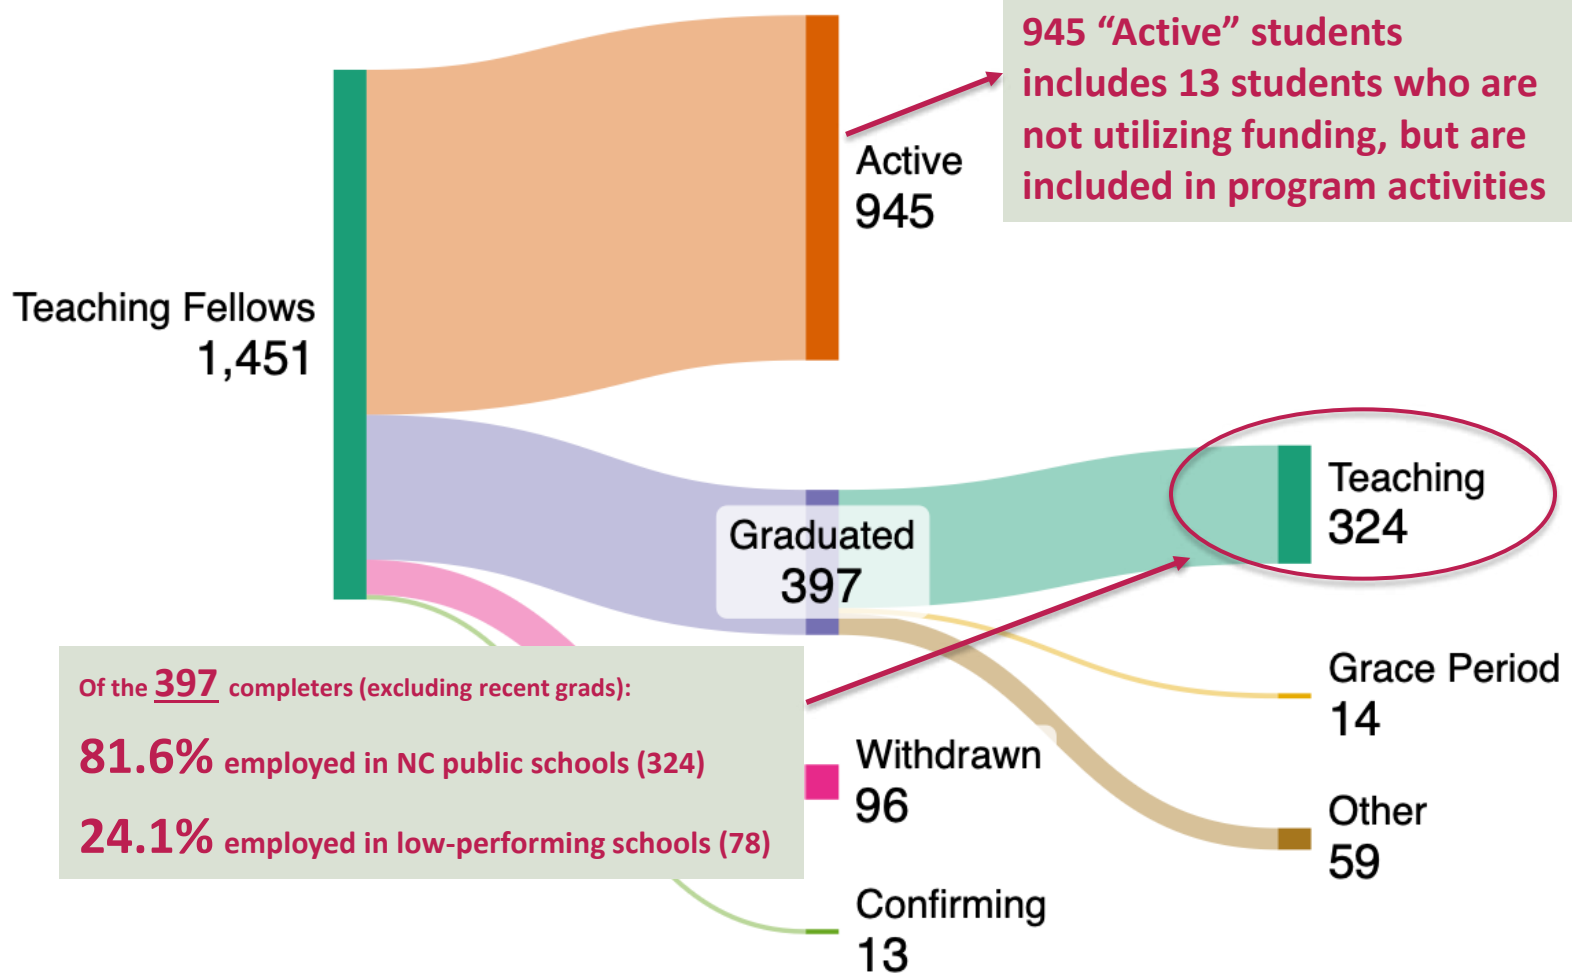 945 “Active” students
includes 13 students who are
not utilizing funding, but are
included in program activities
Active
945
Teaching Fellows
1,451
Teaching
324
Graduated
397
Grace Period
14
Of the 397 completers (excluding recent grads):
81.6% employed in NC public schools (324)
24.1% employed in low-performing schools (78)
Withdrawn
96
Other
59
Confirming
13